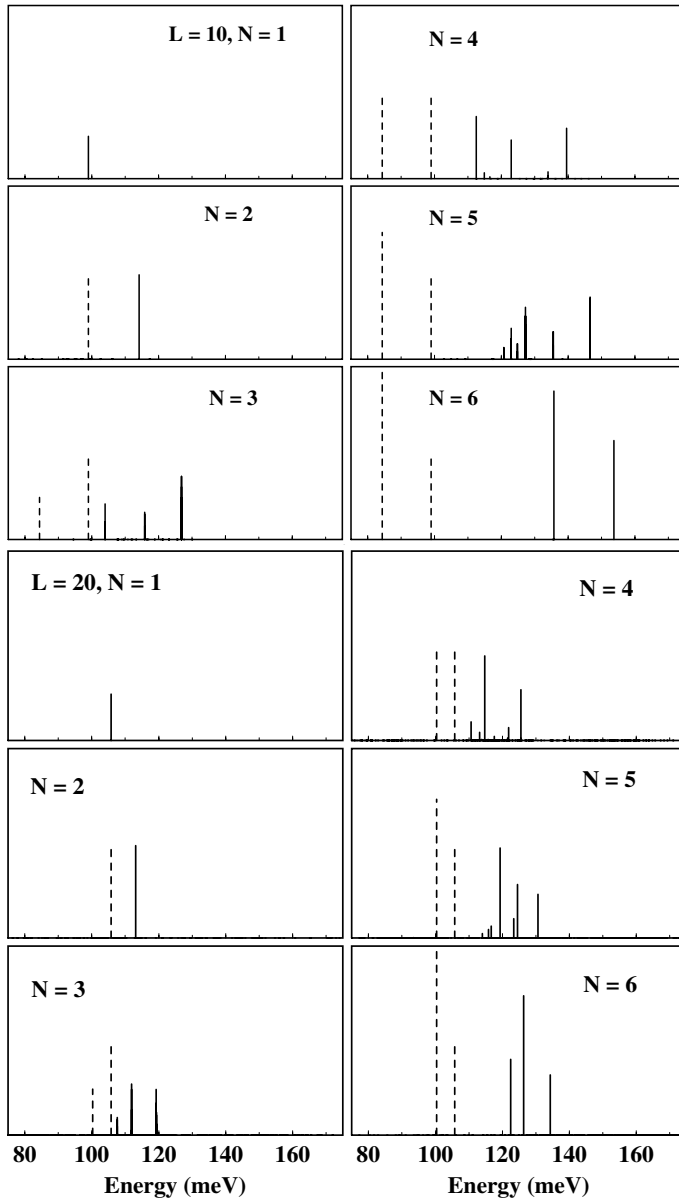 L = 10, N = 1
N = 4
N = 2
N = 5
N = 3
N = 6
L = 20, N = 1
N = 4
N = 2
N = 5
N = 3
N = 6
80 100 120 140 160 80 100 120 140 160
Energy (meV) Energy (meV)